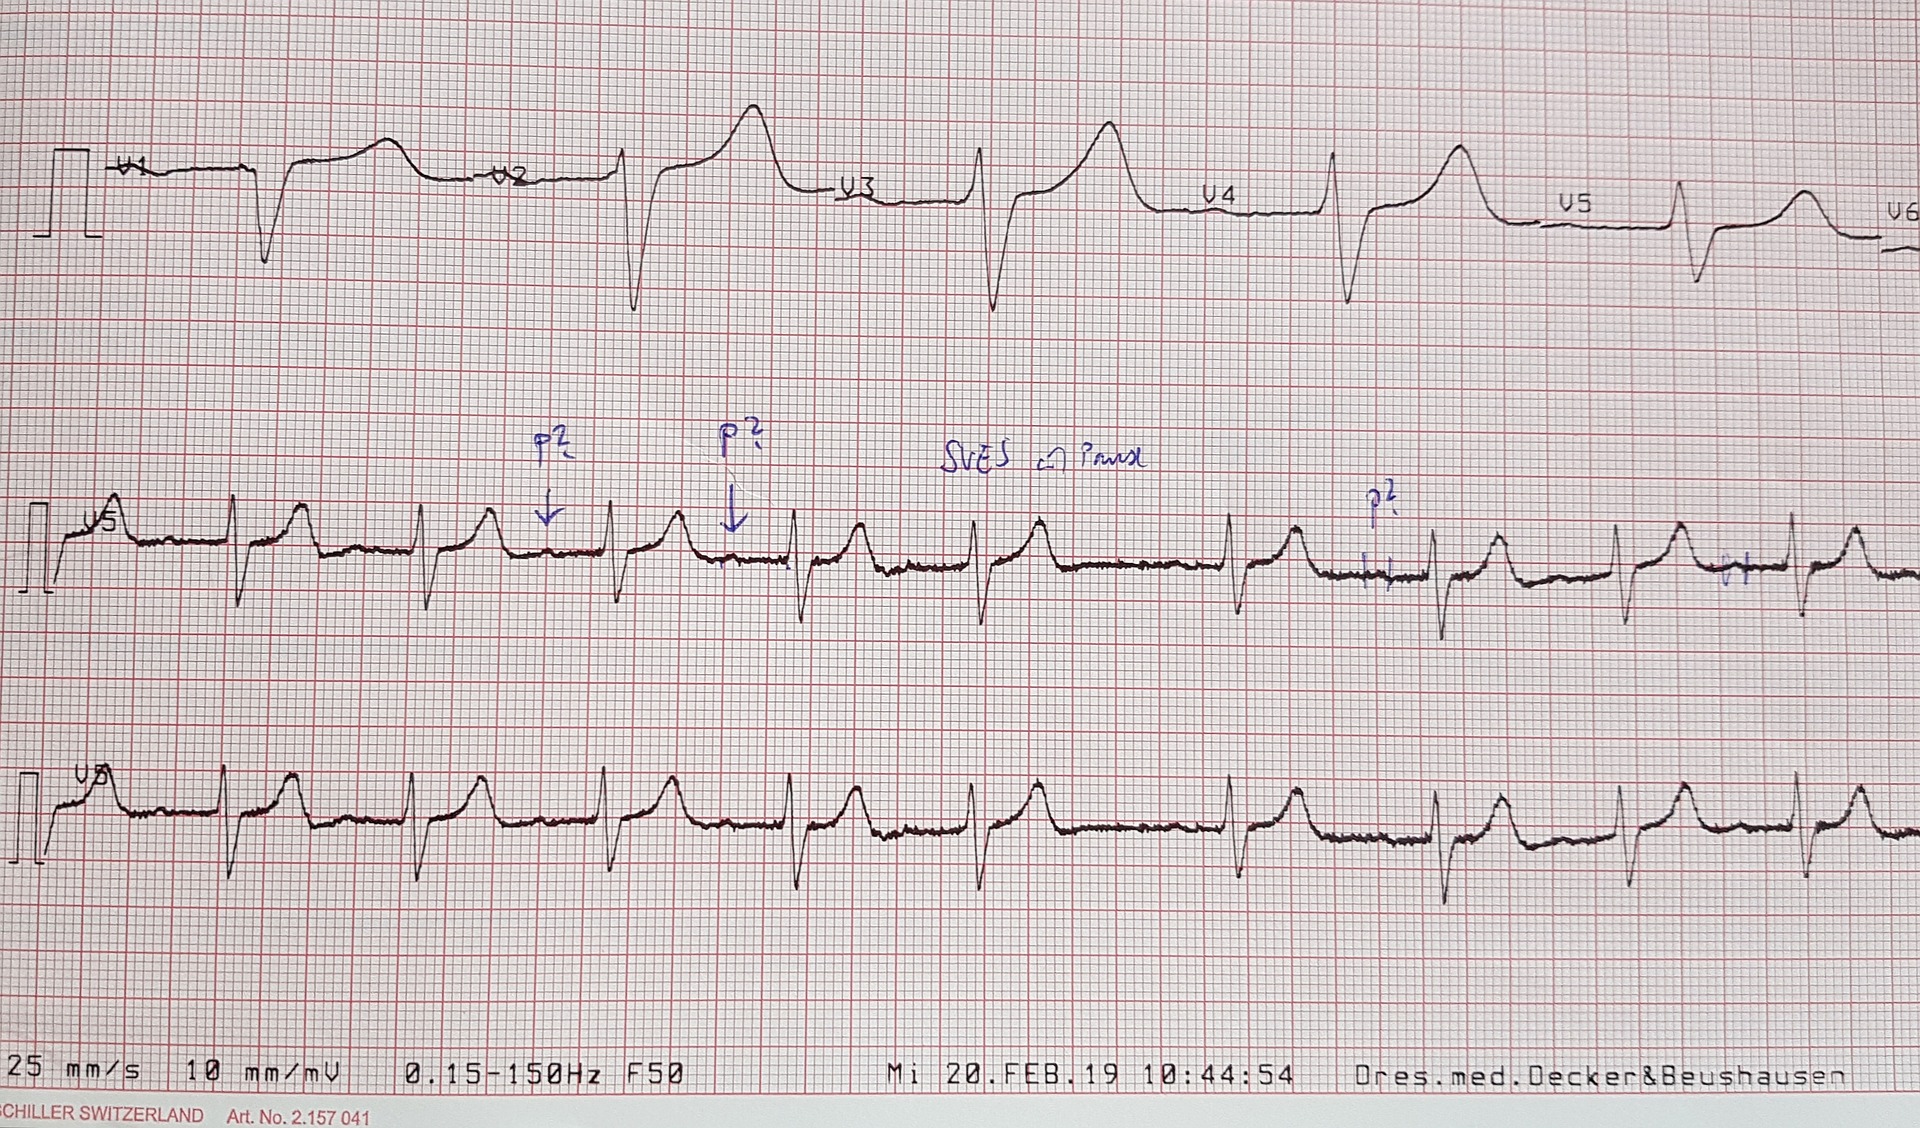 V1 V2 V3 V4 V5 V6
p? p? SVES Pause
p?
V5
V5
25 mm/s 10 mm/mV 0.15-150Hz F50 Mi 20.FEB.19 10:44:54 Dres.med.Decker&Beushausen
SCHILLER SWITZERLAND Art. No. 2.157 041